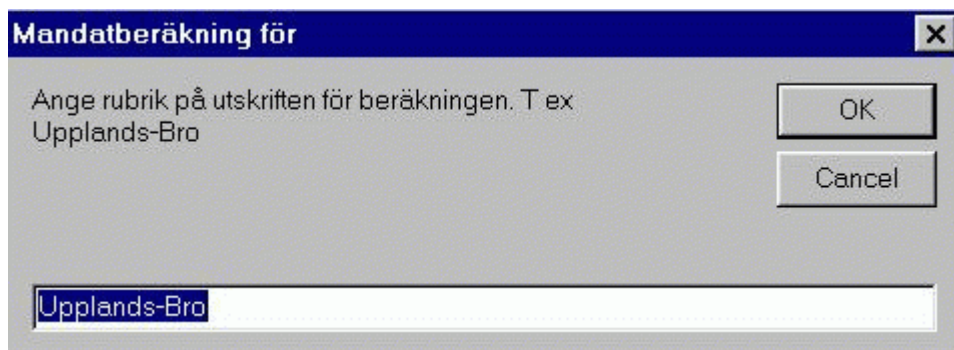 Mandatberäkning för
Ange rubrik på utskriften för beräkningen. T ex
Upplands-Bro
OK
Cancel
Upplands-Bro